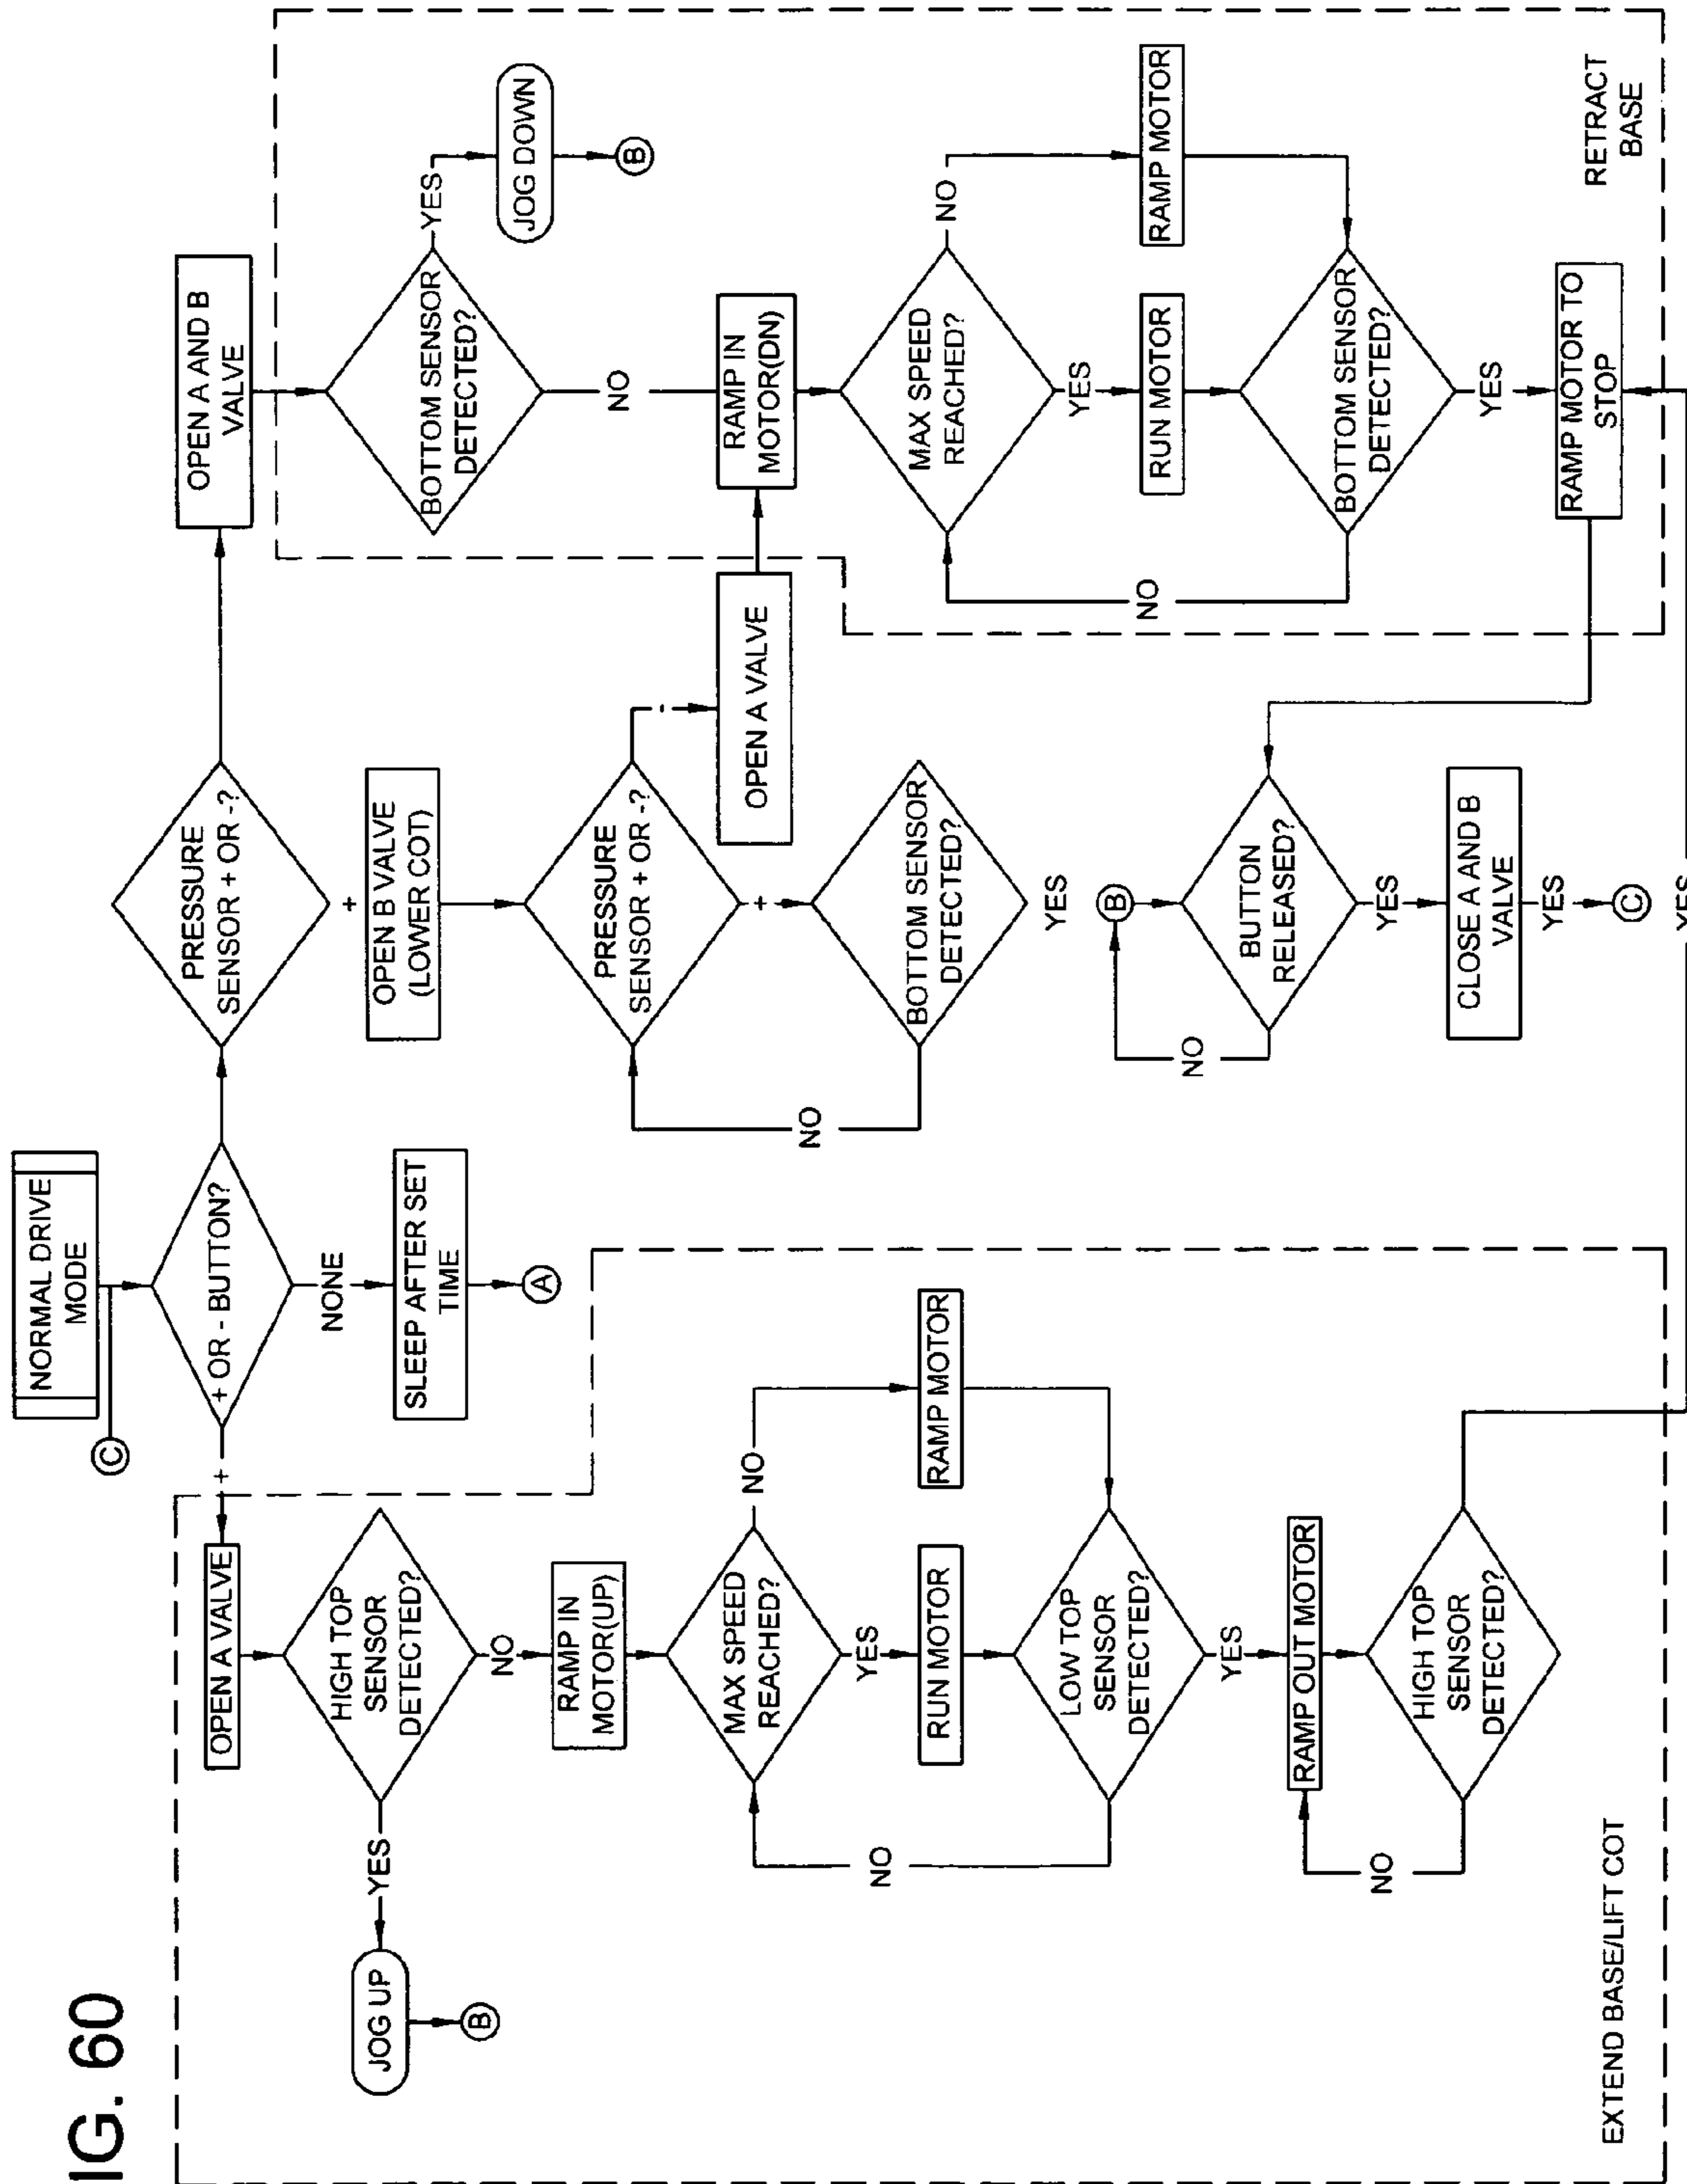 IG. 60
NORMAL DRIVE
MODE
C
+ OR - BUTTON?
+
NONE
SLEEP AFTER SET
TIME
A
OPEN A VALVE
HIGH TOP
SENSOR
DETECTED?
YES
JOG UP
B
NO
RAMP IN
MOTOR(UP)
MAX SPEED
REACHED?
NO
RAMP MOTOR
YES
RUN MOTOR
LOW TOP
SENSOR
DETECTED?
NO
YES
RAMP OUT MOTOR
HIGH TOP
SENSOR
DETECTED?
NO
YES
EXTEND BASE/LIFT COT
PRESSURE
SENSOR + OR -?
+
OPEN B VALVE
(LOWER COT)
PRESSURE
SENSOR + OR -?
-
OPEN A VALVE
+
BOTTOM SENSOR
DETECTED?
NO
YES
B
BUTTON
RELEASED?
NO
YES
CLOSE A AND B
VALVE
YES
C
OPEN A AND B
VALVE
BOTTOM SENSOR
DETECTED?
YES
JOG DOWN
B
NO
RAMP IN
MOTOR(DN)
MAX SPEED
REACHED?
NO
RAMP MOTOR
YES
RUN MOTOR
BOTTOM SENSOR
DETECTED?
NO
YES
RAMP MOTOR TO
STOP
RETRACT
BASE